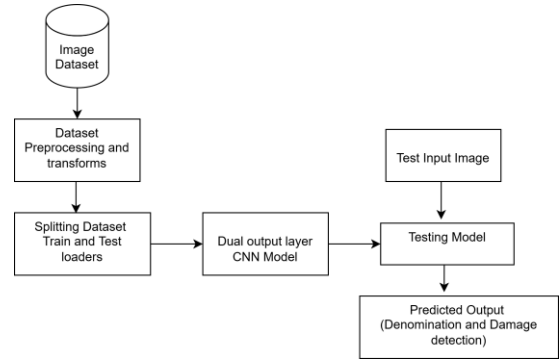 Image
Dataset
Dataset
Preprocessing and
transforms
Splitting Dataset
Train and Test
loaders
Dual output layer
CNN Model
Test Input Image
Testing Model
Predicted Output
(Denomination and Damage
detection)